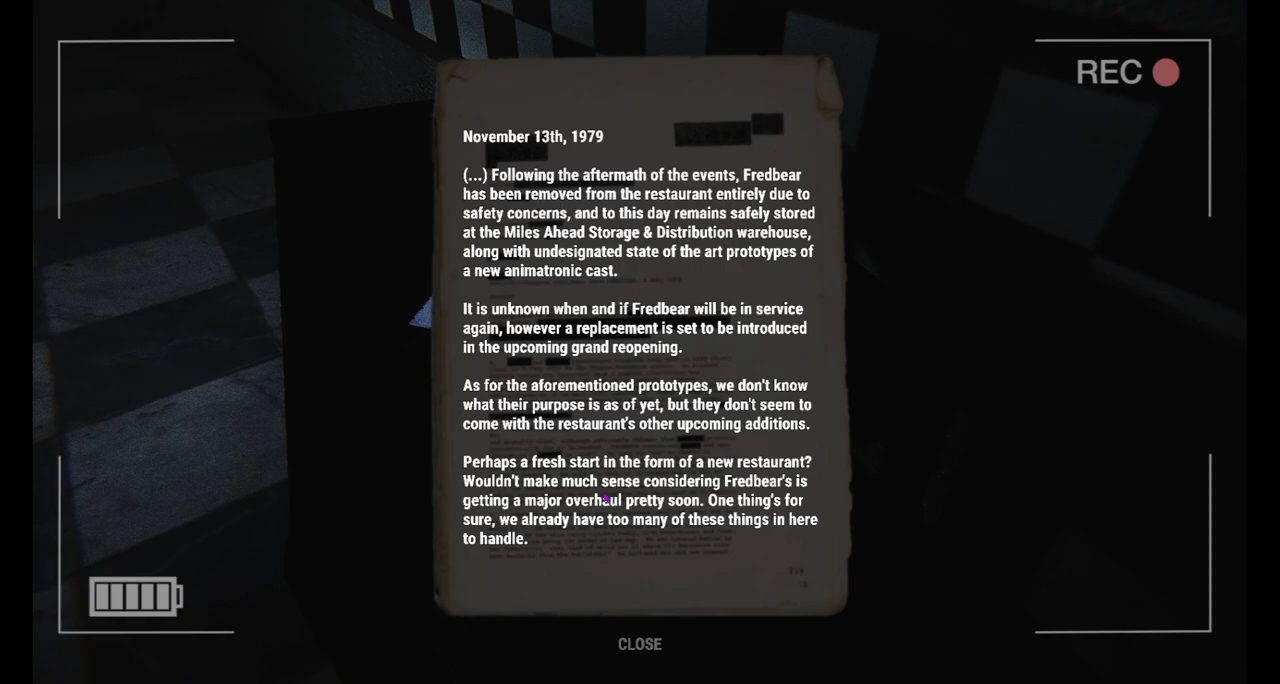 REC
November 13th, 1979
(...) Following the aftermath of the events, Fredbear
has been removed from the restaurant entirely due to
safety concerns, and to this day remains safely stored
at the Miles Ahead Storage & Distribution warehouse,
along with undesignated state of the art prototypes of
a new animatronic cast.
It is unknown when and if Fredbear will be in service
again, however a replacement is set to be introduced
in the upcoming grand reopening.
As for the aforementioned prototypes, we don't know
what their purpose is as of yet, but they don't seem to
come with the restaurant's other upcoming additions.
Perhaps a fresh start in the form of a new restaurant?
Wouldn't make much sense considering Fredbear's is
getting a major overhaul pretty soon. One thing's for
sure, we already have too many of these things in here
to handle.
CLOSE